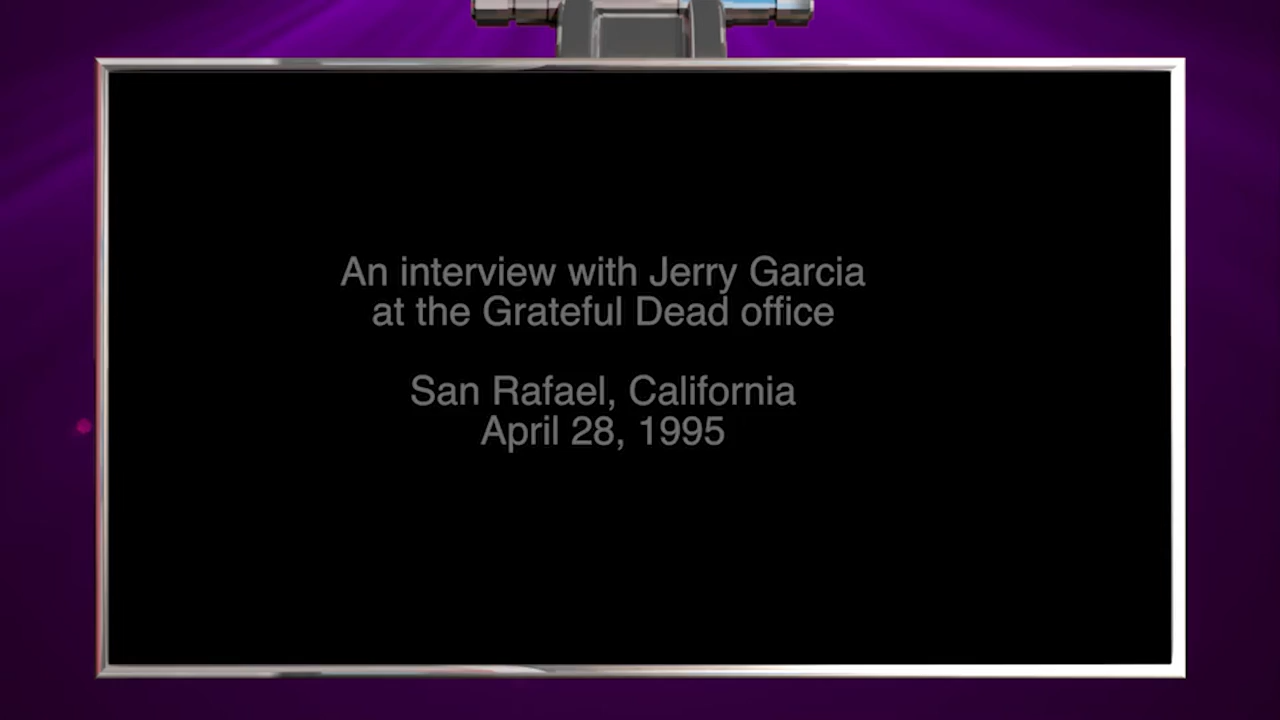 An interview with Jerry Garcia
at the Grateful Dead office
San Rafael, California
April 28, 1995